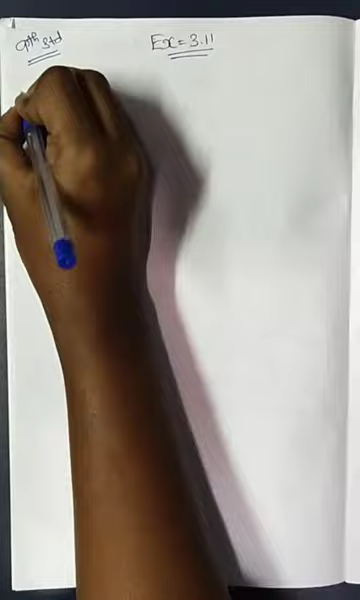 9th Std
Ex = 3.11